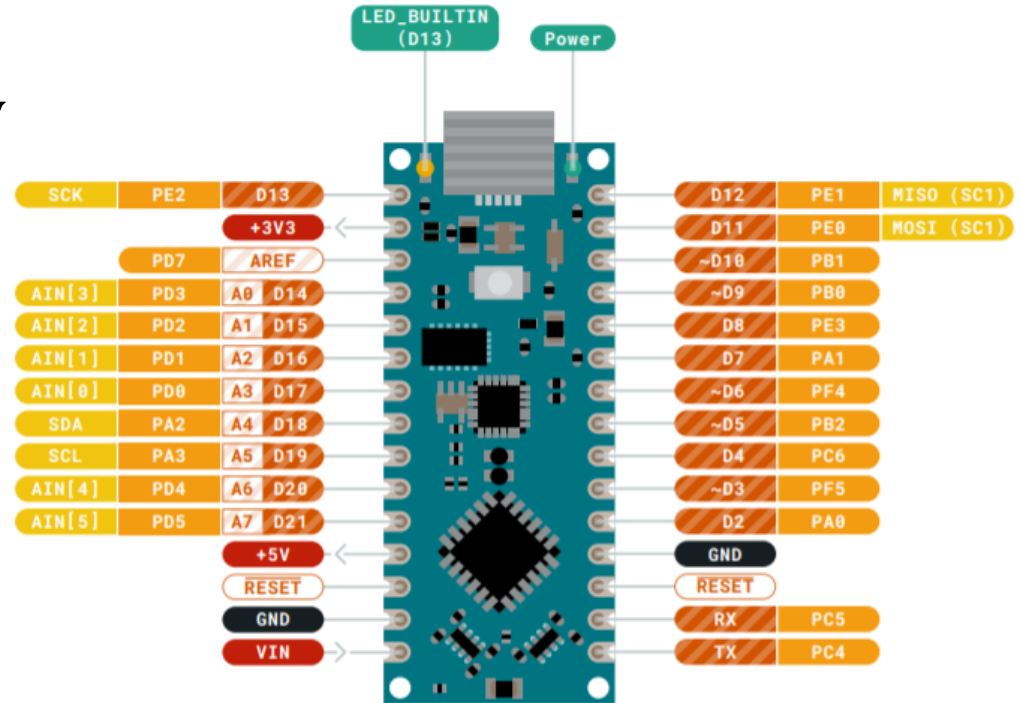 LED_BUILTIN
(D13)
Power
SCK PE2 D13
D12 PE1 MISO (SC1)
+3V3
D11 PE0 MOSI (SC1)
PD7 AREF
~D10 PB1
AIN[3] PD3 A0 D14
~D9 PB0
AIN[2] PD2 A1 D15
D8 PE3
AIN[1] PD1 A2 D16
D7 PA1
AIN[0] PD0 A3 D17
~D6 PF4
SDA PA2 A4 D18
~D5 PB2
SCL PA3 A5 D19
D4 PC6
AIN[4] PD4 A6 D20
~D3 PF5
AIN[5] PD5 A7 D21
D2 PA0
+5V
GND
RESET
RESET
GND
RX PC5
VIN
TX PC4